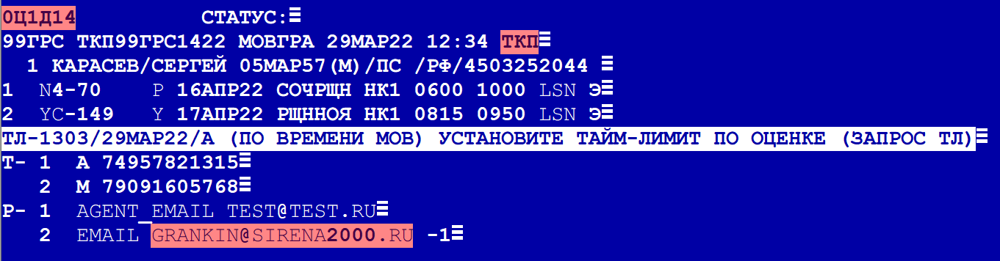 0Ц1Д14 СТАТУС:
99ГРС ТКП99ГРС1422 МОВГРА 29МАР22 12:34 ТКП
1 КАРАСЕВ/СЕРГЕЙ 05МАР57(М)/ПС /РФ/4503252044
1 N4-70 P 16АПР22 СОЧРЩН НК1 0600 1000 LSN Э
2 YC-149 Y 17АПР22 РЩННОЯ НК1 0815 0950 LSN Э
ТЛ-1303/29МАР22/А (ПО ВРЕМЕНИ МОВ) УСТАНОВИТЕ ТАЙМ-ЛИМИТ ПО ОЦЕНКЕ (ЗАПРОС ТЛ)
Т- 1 А 74957821315
2 М 79091605768
Р- 1 AGENT_EMAIL TEST@TEST.RU
2 EMAIL GRANKIN@SIRENA2000.RU -1